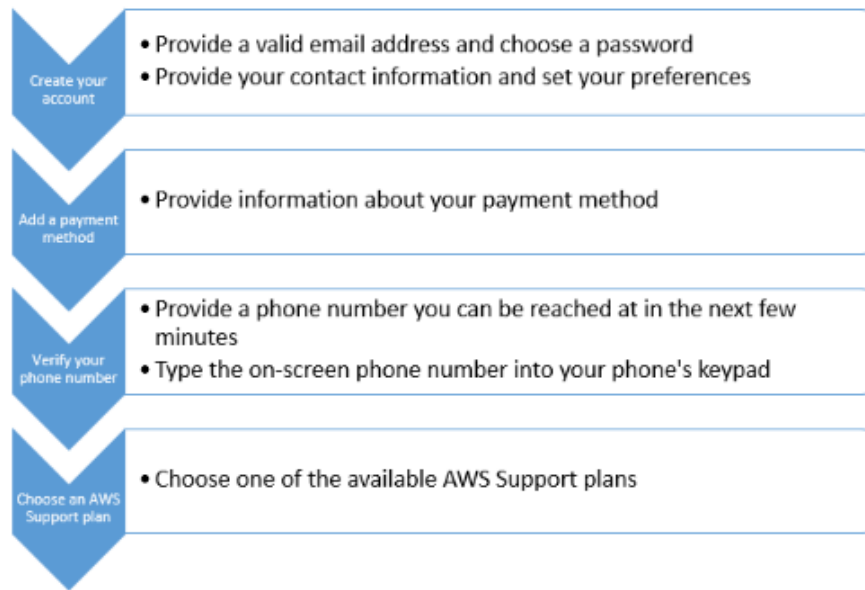 Create your
account
• Provide a valid email address and choose a password
• Provide your contact information and set your preferences
Add a payment
method
• Provide information about your payment method
Verify your
phone number
• Provide a phone number you can be reached at in the next few
minutes
• Type the on-screen phone number into your phone's keypad
Choose an AWS
Support plan
• Choose one of the available AWS Support plans